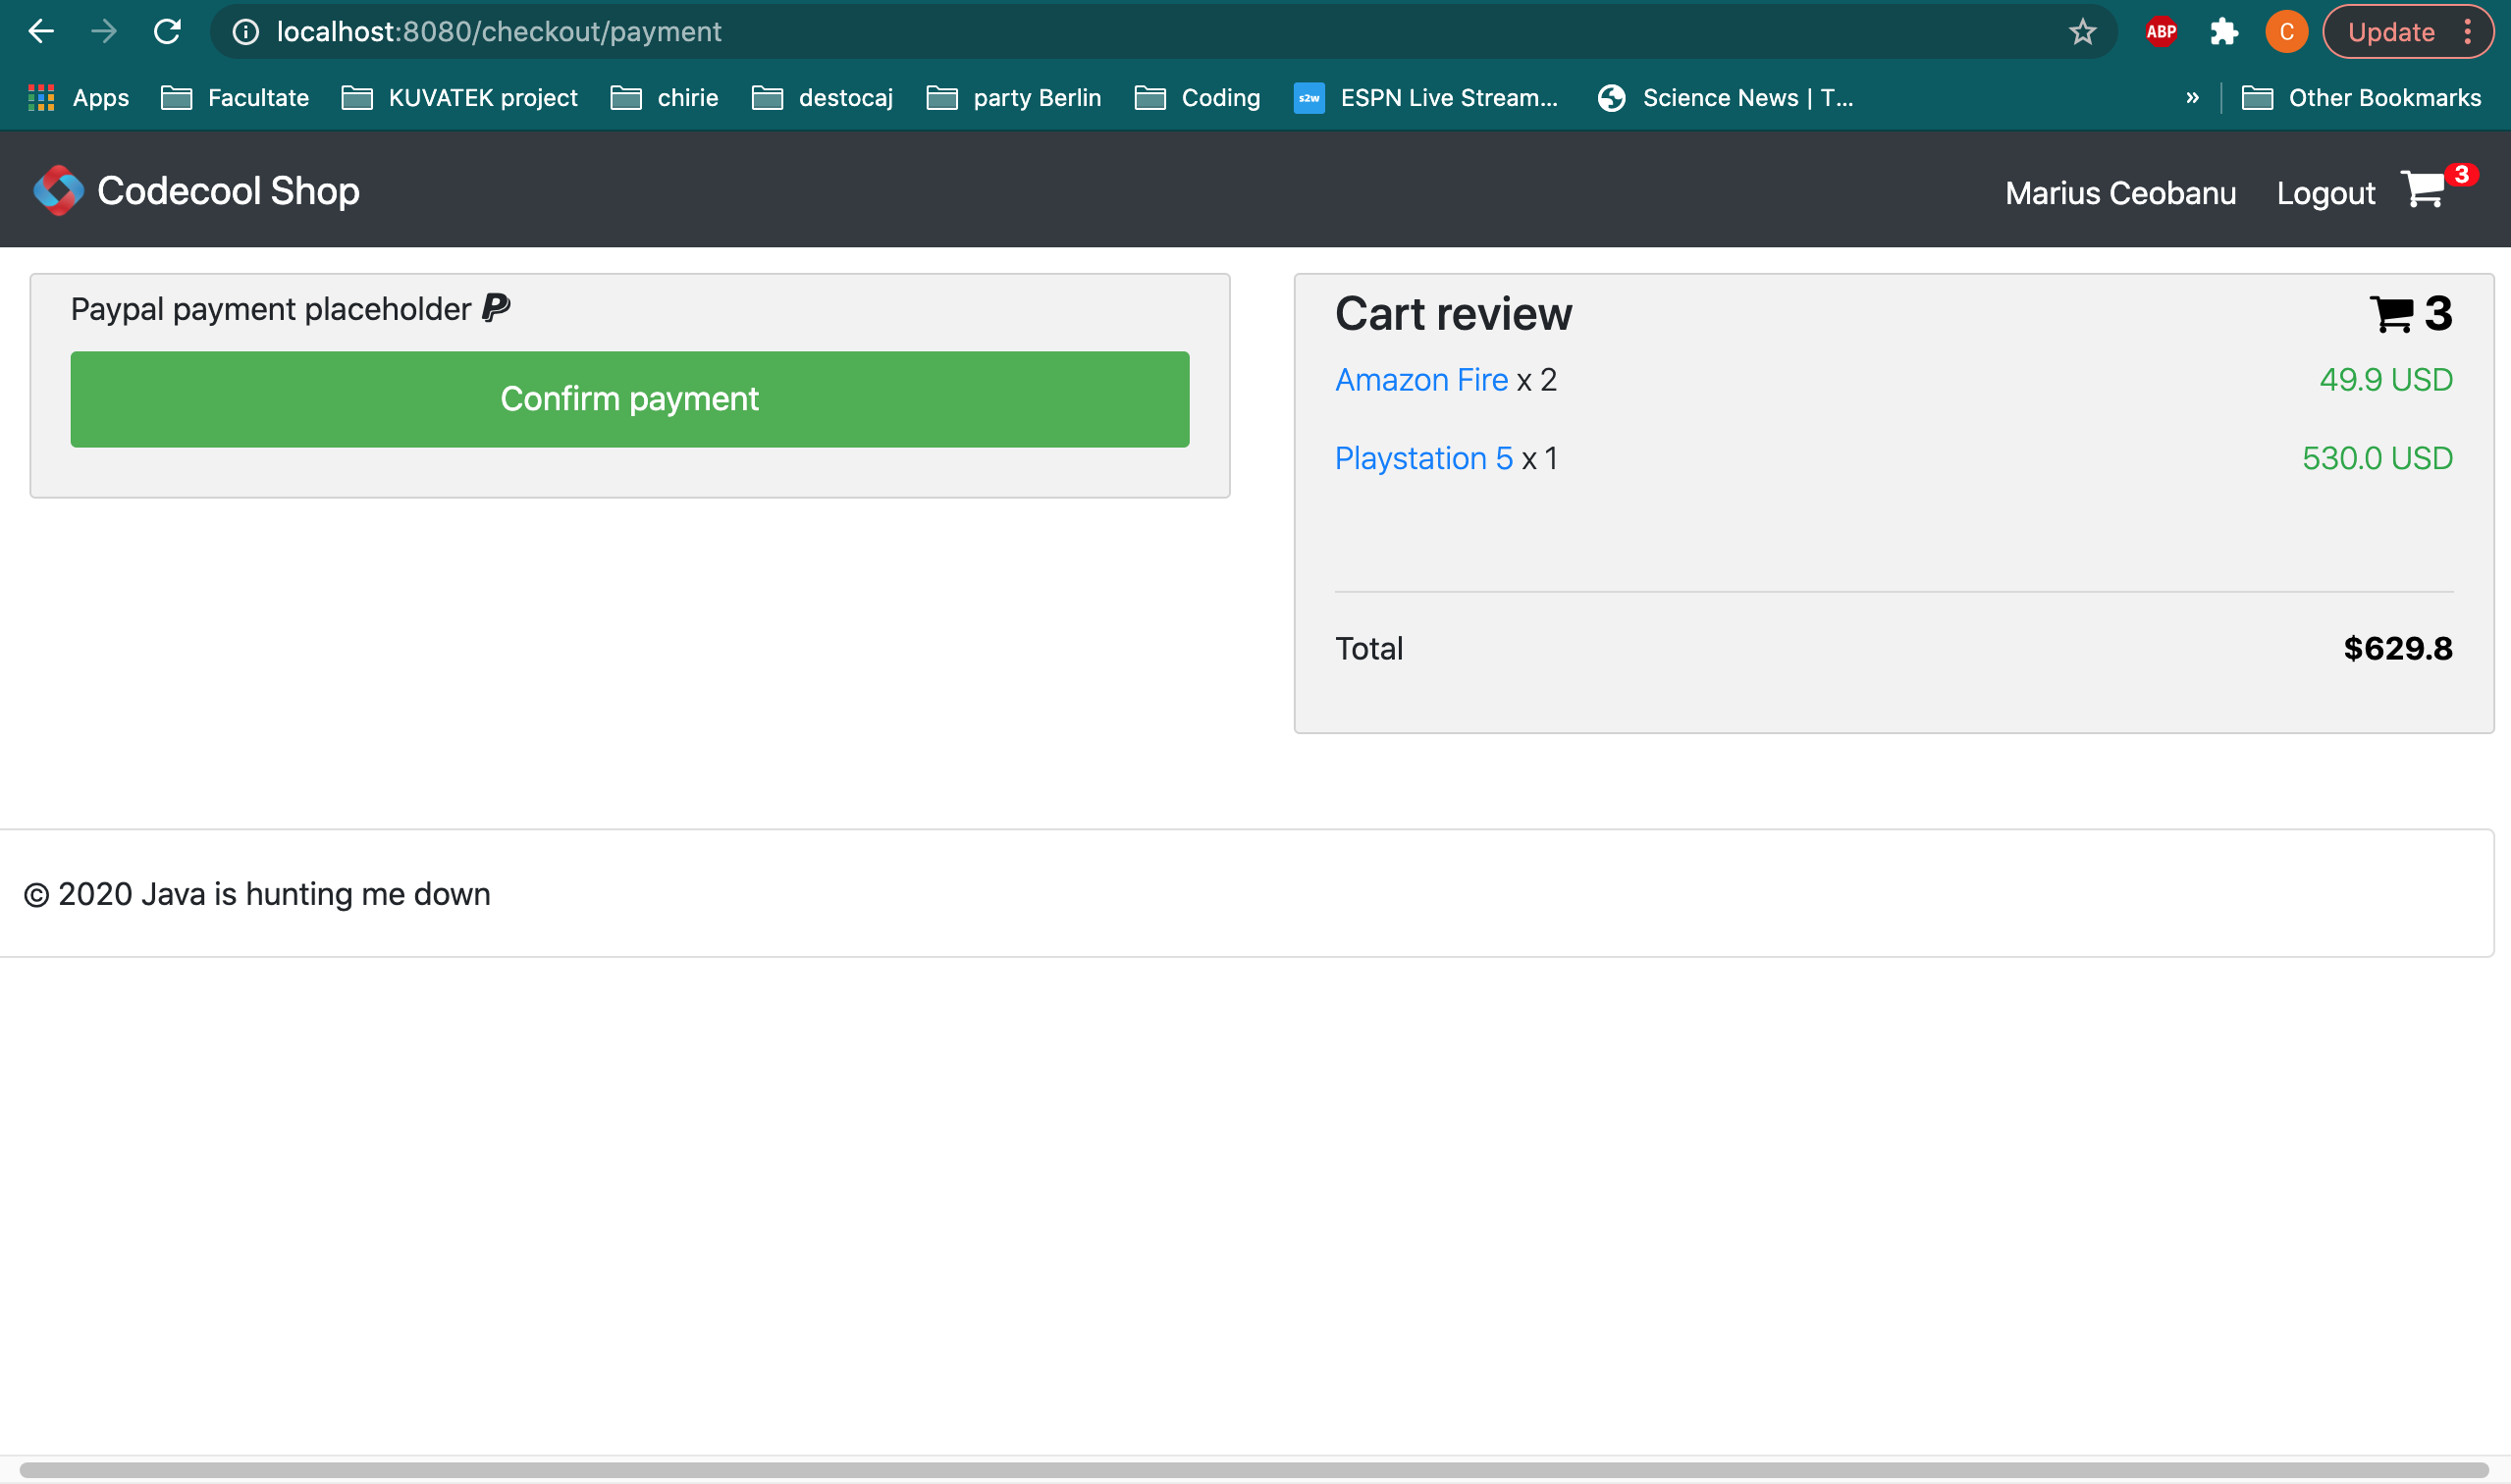 localhost:8080/checkout/payment
ABP
C
Update
Apps
Facultate
KUVATEK project
chirie
destocaj
party Berlin
Coding
s2w
ESPN Live Stream...
Science News | T...
»
Other Bookmarks
Codecool Shop
Marius Ceobanu
Logout
3
Paypal payment placeholder
Confirm payment
Cart review
3
Amazon Fire x 2
49.9 USD
Playstation 5 x 1
530.0 USD
Total
$629.8
© 2020 Java is hunting me down